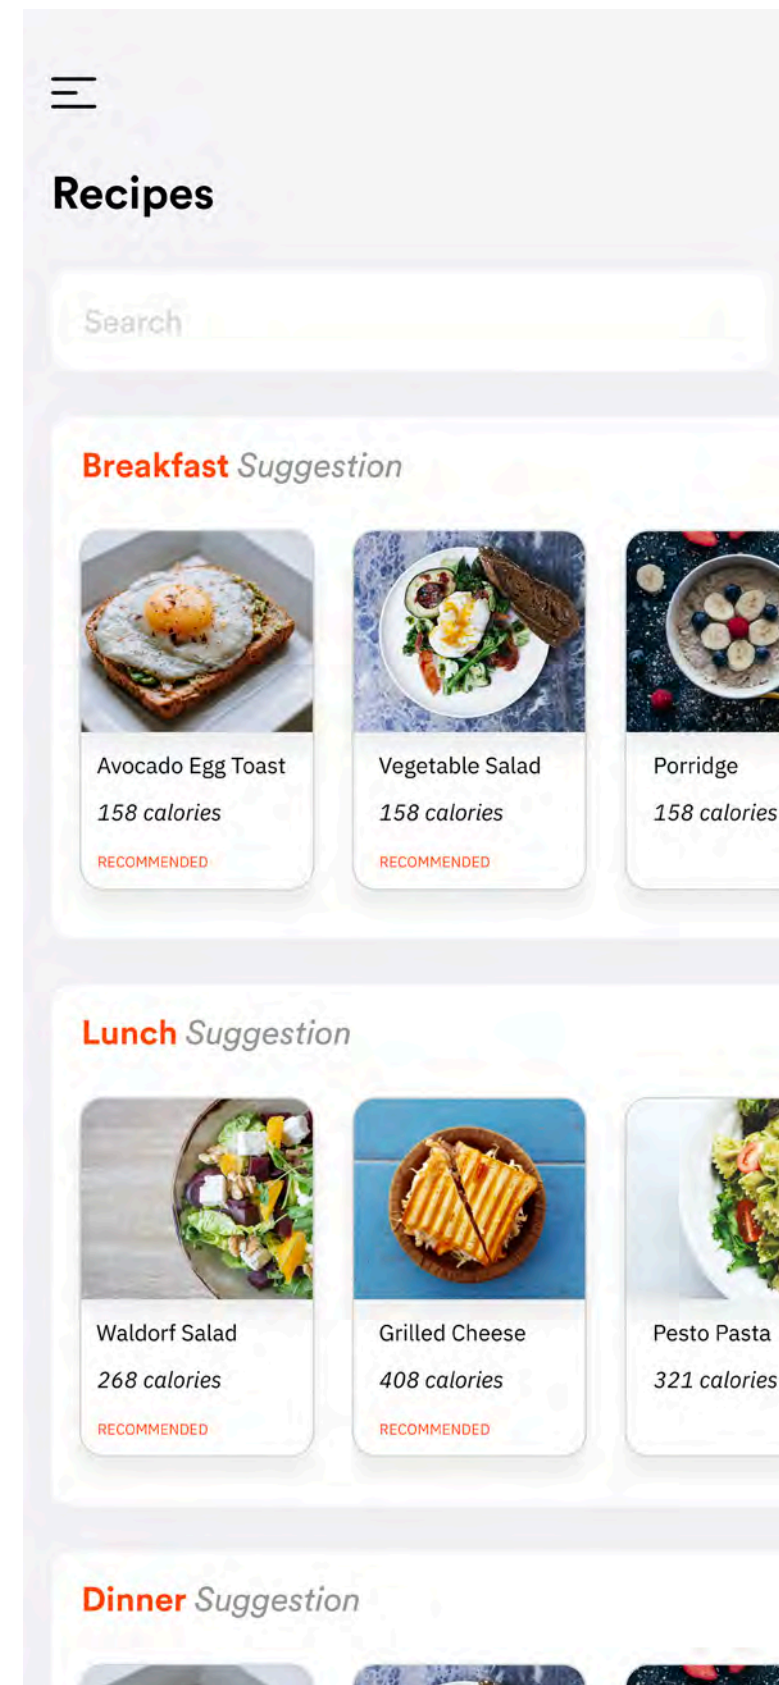 Recipes
Search
Breakfast Suggestion
Avocado Egg Toast
158 calories
RECOMMENDED
Vegetable Salad
158 calories
RECOMMENDED
Porridge
158 calories
Lunch Suggestion
Waldorf Salad
268 calories
RECOMMENDED
Grilled Cheese
408 calories
RECOMMENDED
Pesto Pasta
321 calories
Dinner Suggestion